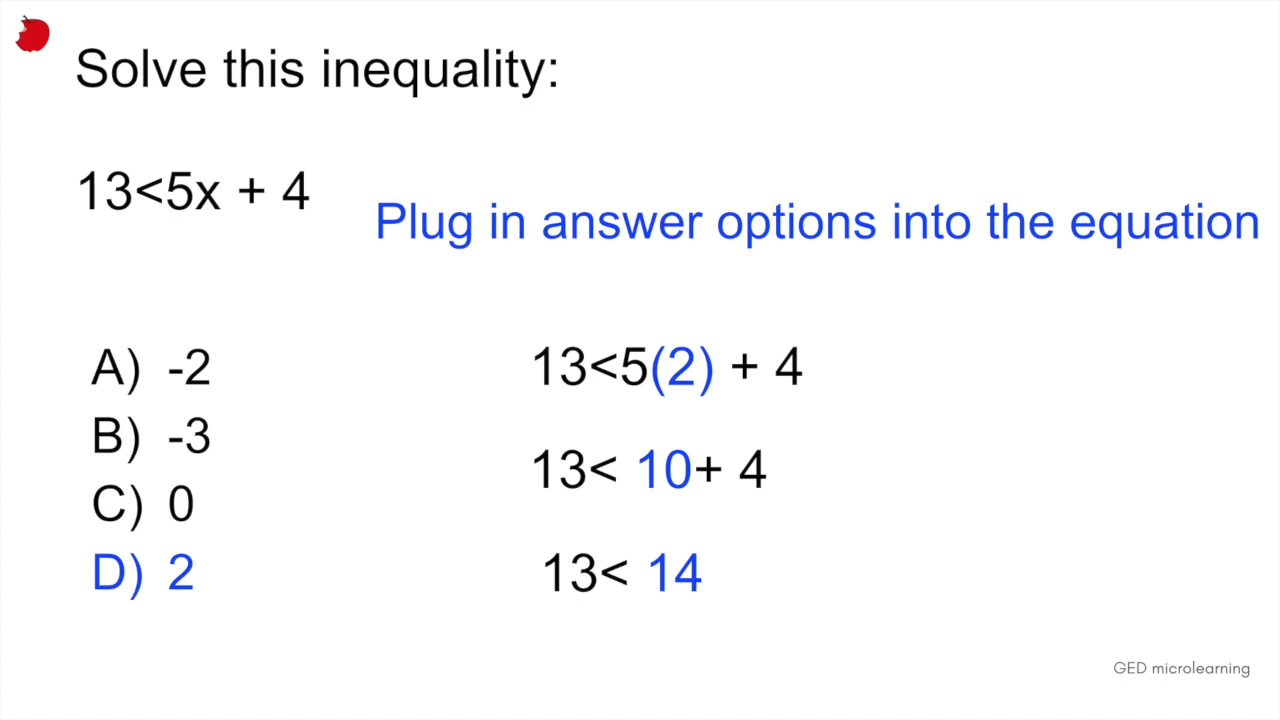 Solve this inequality:
13<5x + 4
Plug in answer options into the equation
A) -2
B) -3
C) 0
D) 2
13<5(2) + 4
13< 10+ 4
13< 14
GED microlearning